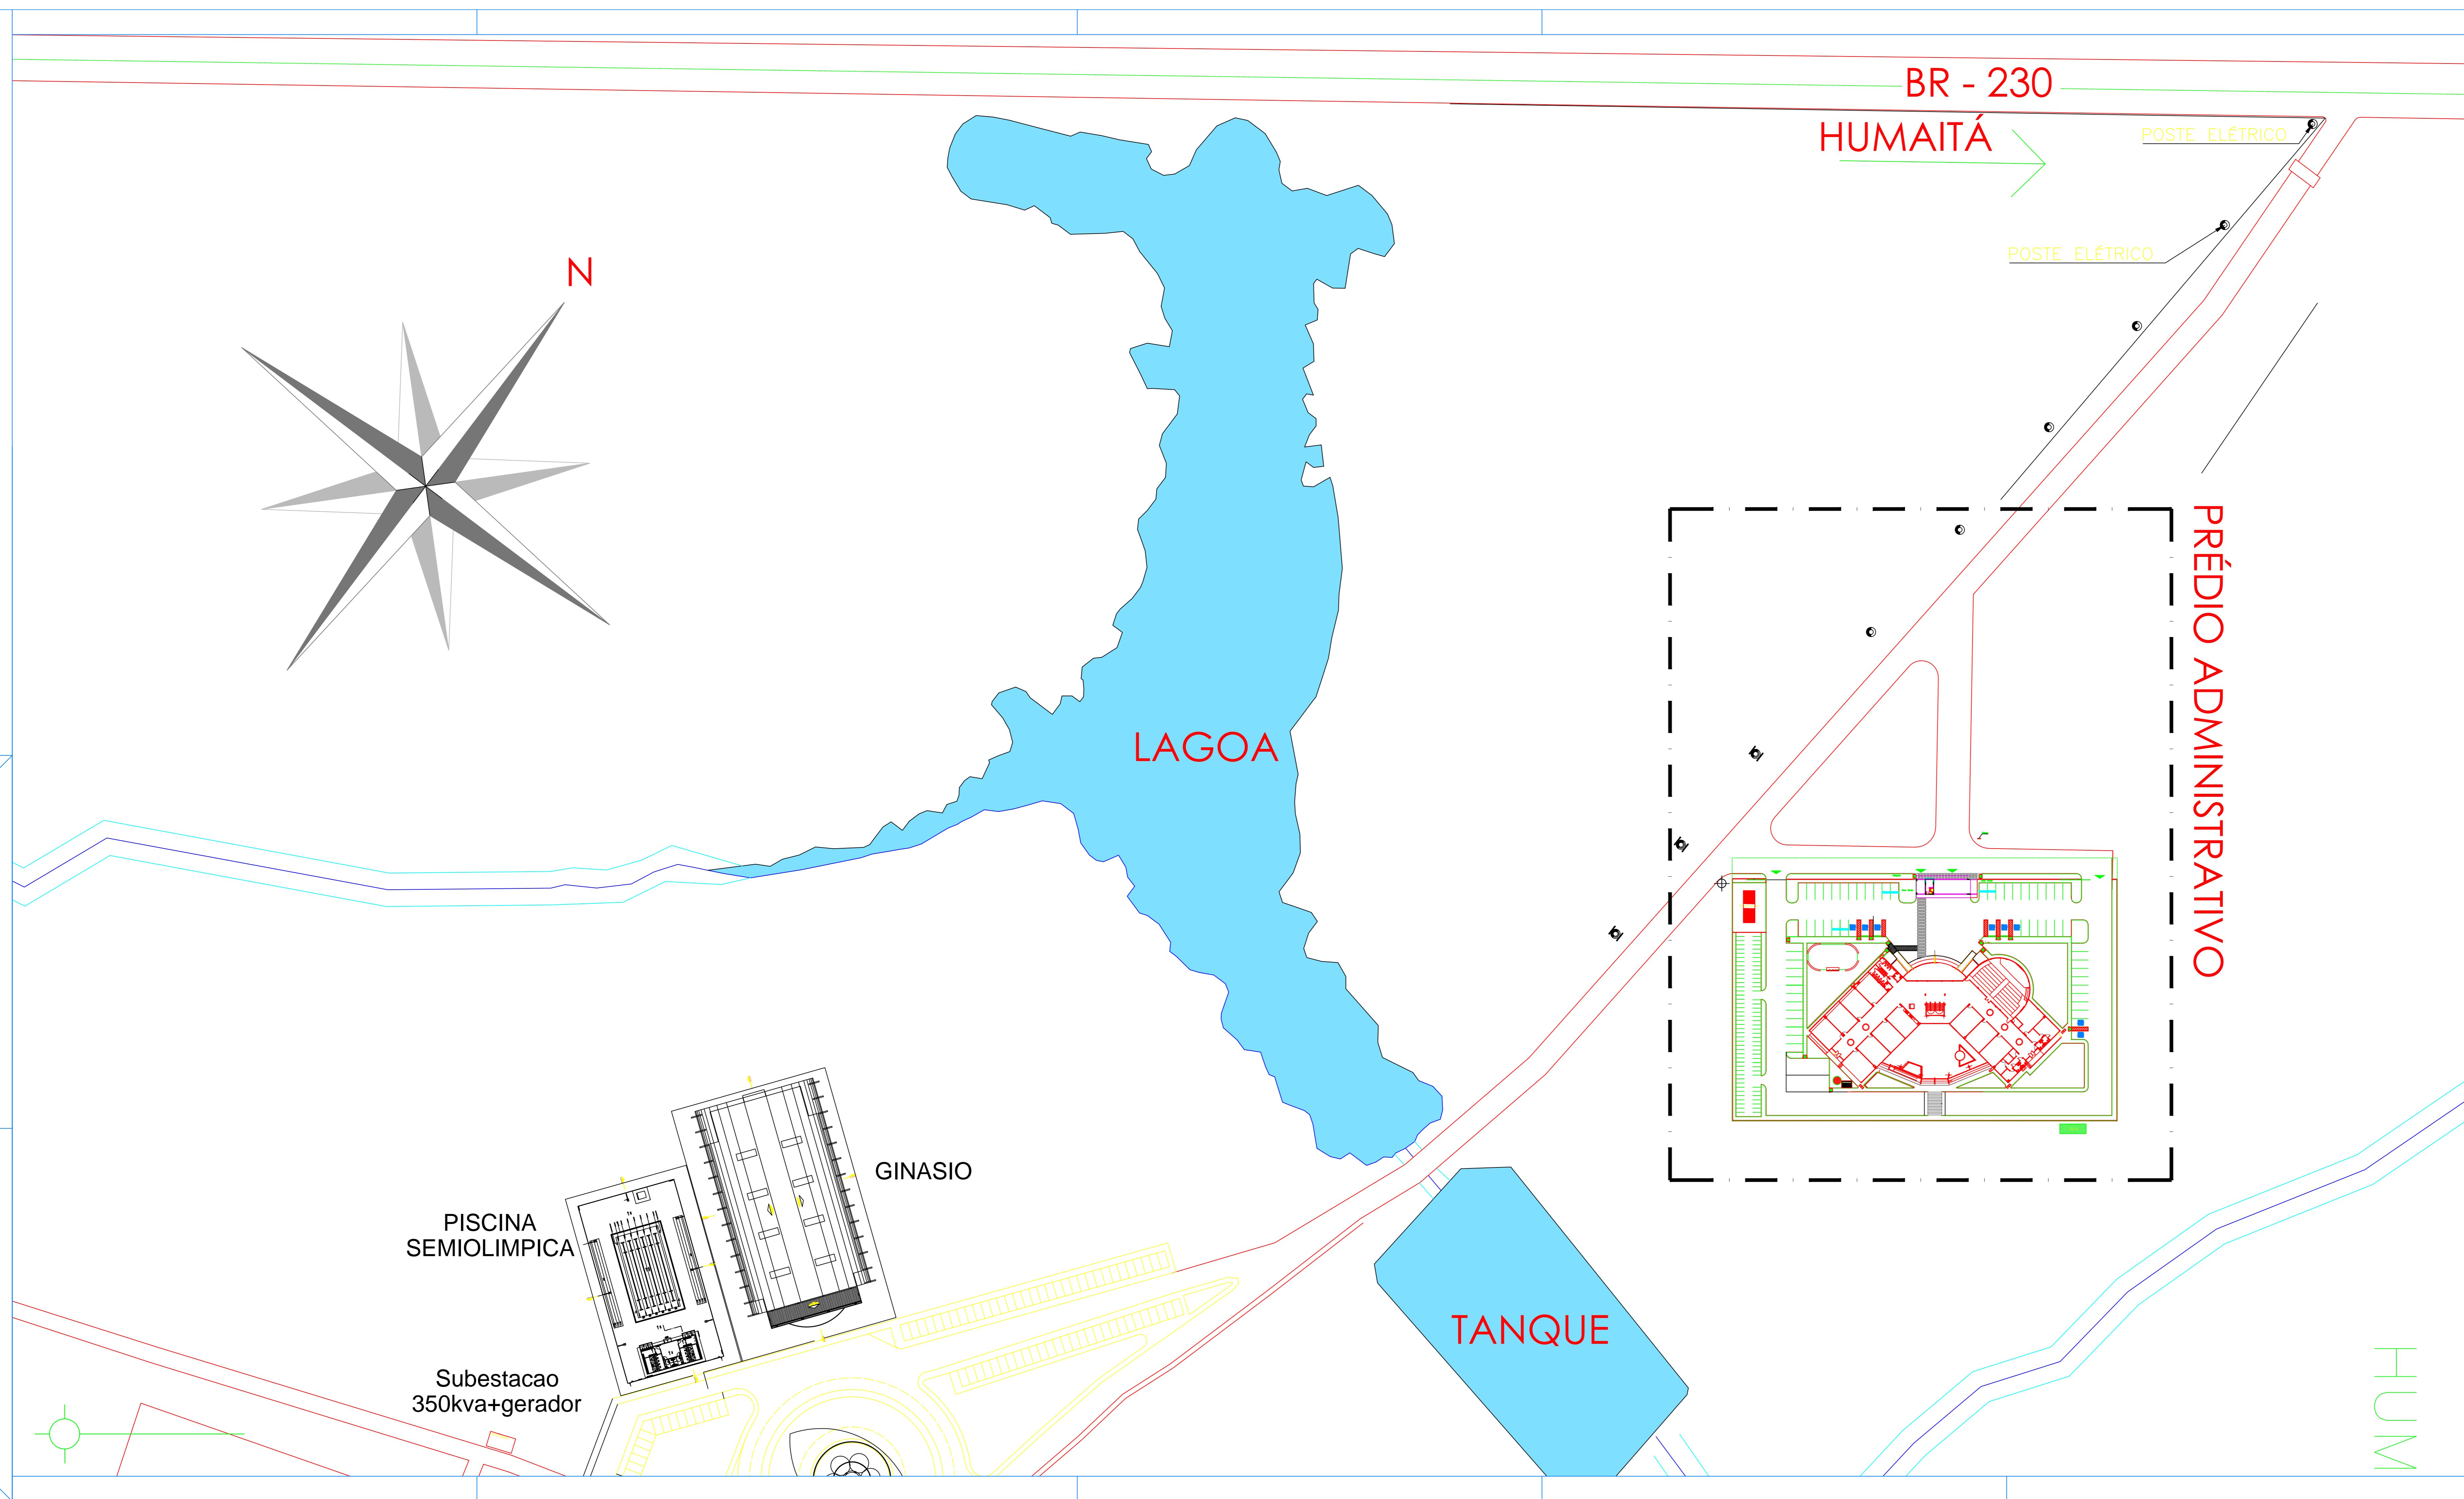 BR - 230
HUMAITÁ
POSTE ELÉTRICO
POSTE ELÉTRICO
N
PRÉDIO ADMINISTRATIVO
LAGOA
GINASIO
PISCINA
SEMIOLIMPICA
TANQUE
Subestacao
350kva+gerador
HUM